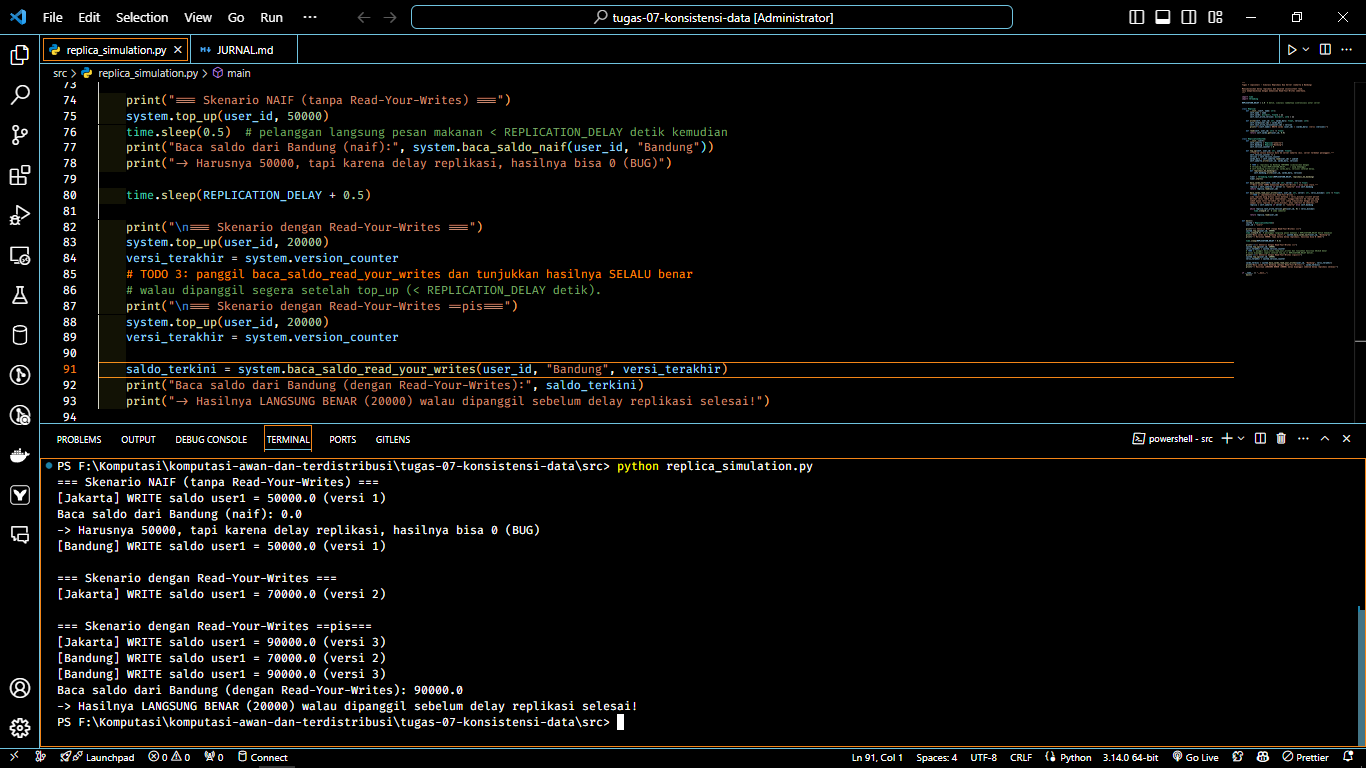 File Edit Selection View Go Run ··· tugas-07-konsistensi-data [Administrator]
replica_simulation.py JURNAL.md
src > replica_simulation.py > main
73
74 print("=== Skenario NAIF (tanpa Read-Your-Writes) ===")
75 system.top_up(user_id, 50000)
76 time.sleep(0.5) # pelanggan langsung pesan makanan < REPLICATION_DELAY detik kemudian
77 print("Baca saldo dari Bandung (naif):", system.baca_saldo_naif(user_id, "Bandung"))
78 print("-> Harusnya 50000, tapi karena delay replikasi, hasilnya bisa 0 (BUG)")
79
80 time.sleep(REPLICATION_DELAY + 0.5)
81
82 print("\n=== Skenario dengan Read-Your-Writes ===")
83 system.top_up(user_id, 20000)
84 versi_terakhir = system.version_counter
85 # TODO 3: panggil baca_saldo_read_your_writes dan tunjukkan hasilnya SELALU benar
86 # walau dipanggil segera setelah top_up (< REPLICATION_DELAY detik).
87 print("\n=== Skenario dengan Read-Your-Writes ==pis===")
88 system.top_up(user_id, 20000)
89 versi_terakhir = system.version_counter
90
91 saldo_terkini = system.baca_saldo_read_your_writes(user_id, "Bandung", versi_terakhir)
92 print("Baca saldo dari Bandung (dengan Read-Your-Writes):", saldo_terkini)
93 print("-> Hasilnya LANGSUNG BENAR (20000) walau dipanggil sebelum delay replikasi selesai!")
94
PROBLEMS OUTPUT DEBUG CONSOLE TERMINAL PORTS GITLENS powershell - src
PS F:\Komputasi\komputasi-awan-dan-terdistribusi\tugas-07-konsistensi-data\src> python replica_simulation.py
=== Skenario NAIF (tanpa Read-Your-Writes) ===
[Jakarta] WRITE saldo user1 = 50000.0 (versi 1)
Baca saldo dari Bandung (naif): 0.0
-> Harusnya 50000, tapi karena delay replikasi, hasilnya bisa 0 (BUG)
[Bandung] WRITE saldo user1 = 50000.0 (versi 1)
=== Skenario dengan Read-Your-Writes ===
[Jakarta] WRITE saldo user1 = 70000.0 (versi 2)
=== Skenario dengan Read-Your-Writes ==pis===
[Jakarta] WRITE saldo user1 = 90000.0 (versi 3)
[Bandung] WRITE saldo user1 = 70000.0 (versi 2)
[Bandung] WRITE saldo user1 = 90000.0 (versi 3)
Baca saldo dari Bandung (dengan Read-Your-Writes): 90000.0
-> Hasilnya LANGSUNG BENAR (20000) walau dipanggil sebelum delay replikasi selesai!
PS F:\Komputasi\komputasi-awan-dan-terdistribusi\tugas-07-konsistensi-data\src>
Launchpad 0 0 0 Connect Ln 91, Col 1 Spaces: 4 UTF-8 CRLF Python 3.14.0 64-bit Go Live Prettier